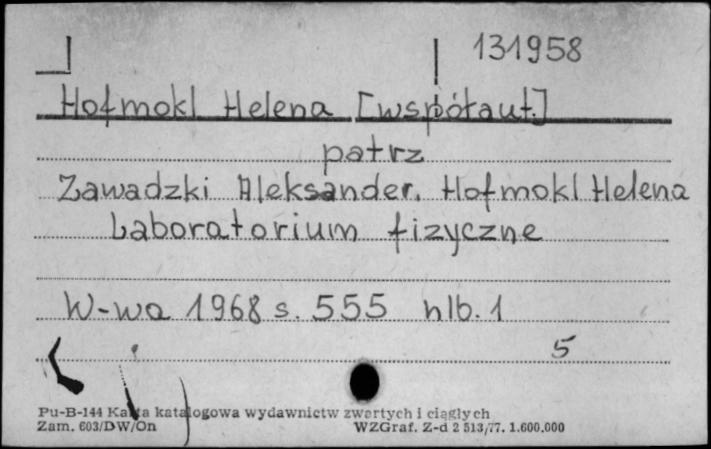 131958
Hofmokl Helena [współaut.]
patrz
Zawadzki Aleksander, Hofmokl Helena
Laboratorium fizyczne
W-wa 1968 s. 555 nlb. 1
5
Pu-B-144 Karta katalogowa wydawnictw zwartych i ciągłych
Zam. 603/DW/On WZGraf. Z-d 2 513/77. 1.600.000